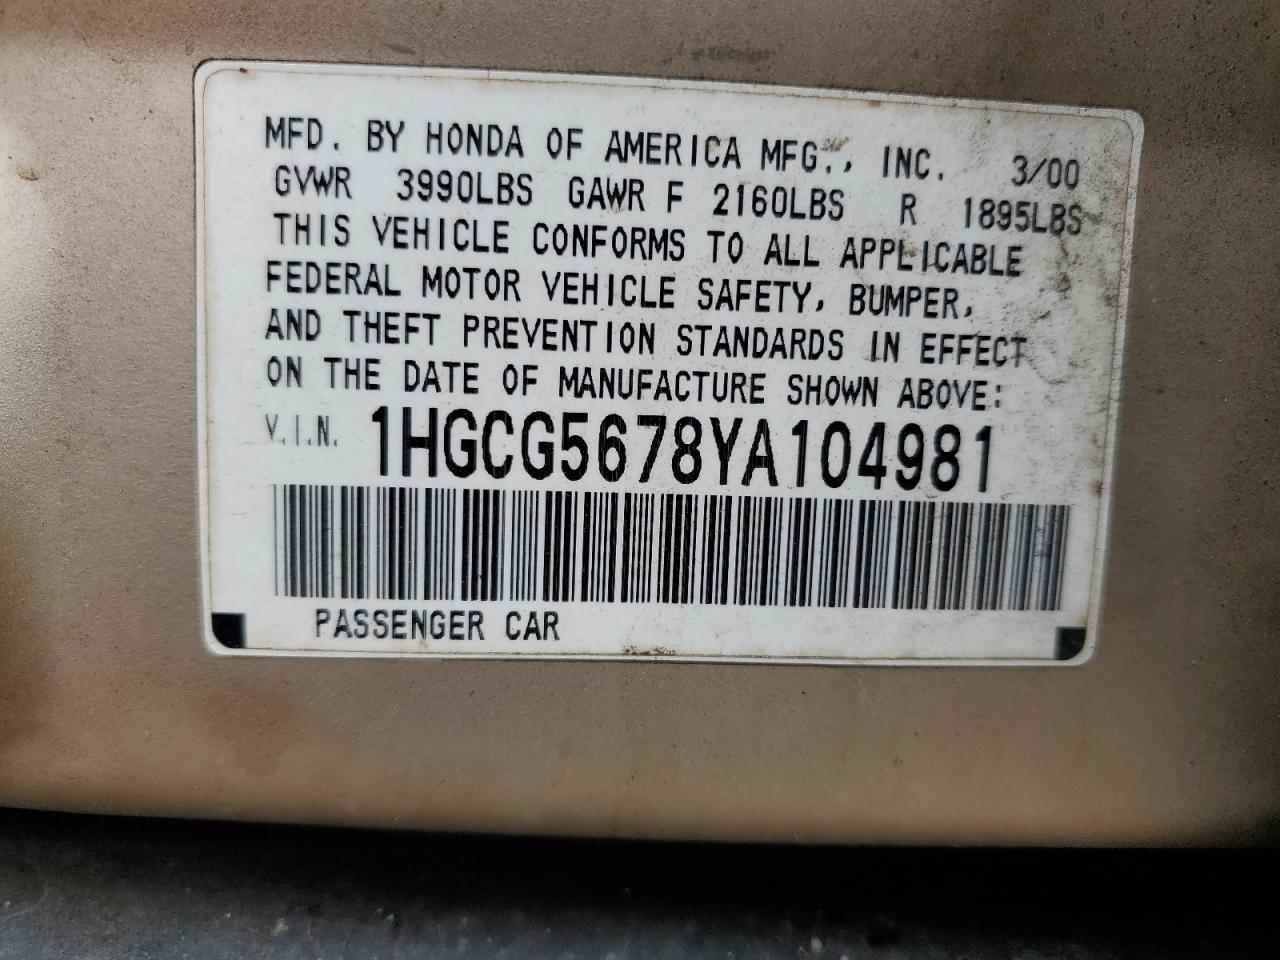 MFD. BY HONDA OF AMERICA MFG., INC. 3/00
GVWR 3990LBS GAWR F 2160LBS R 1895LBS
THIS VEHICLE CONFORMS TO ALL APPLICABLE
FEDERAL MOTOR VEHICLE SAFETY, BUMPER,
AND THEFT PREVENTION STANDARDS IN EFFECT
ON THE DATE OF MANUFACTURE SHOWN ABOVE:
V.I.N. 1HGCG5678YA104981
PASSENGER CAR